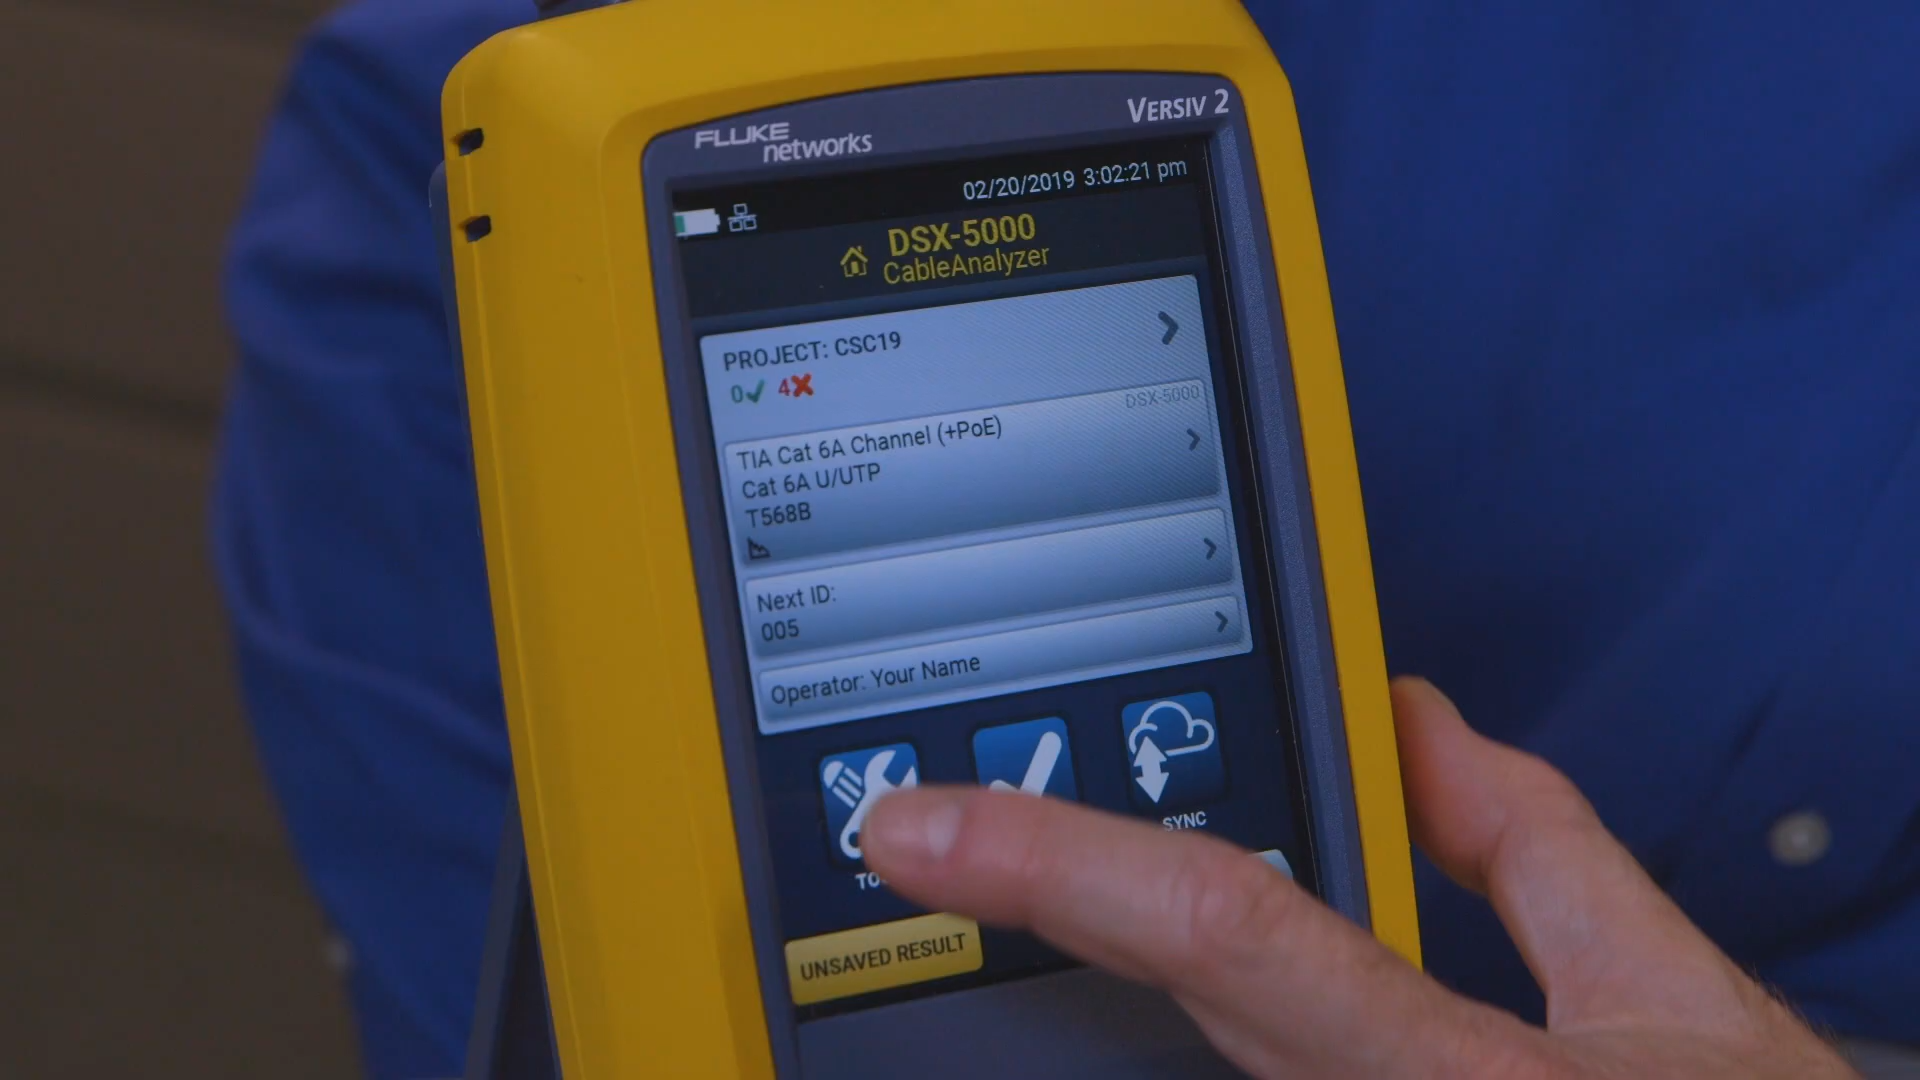 FLUKE
networks
VERSIV 2
02/20/2019 3:02:21 pm
DSX-5000
CableAnalyzer
PROJECT: CSC19
0 4
DSX-5000
TIA Cat 6A Channel (+PoE)
Cat 6A U/UTP
T568B
Next ID:
005
Operator: Your Name
SYNC
UNSAVED RESULT